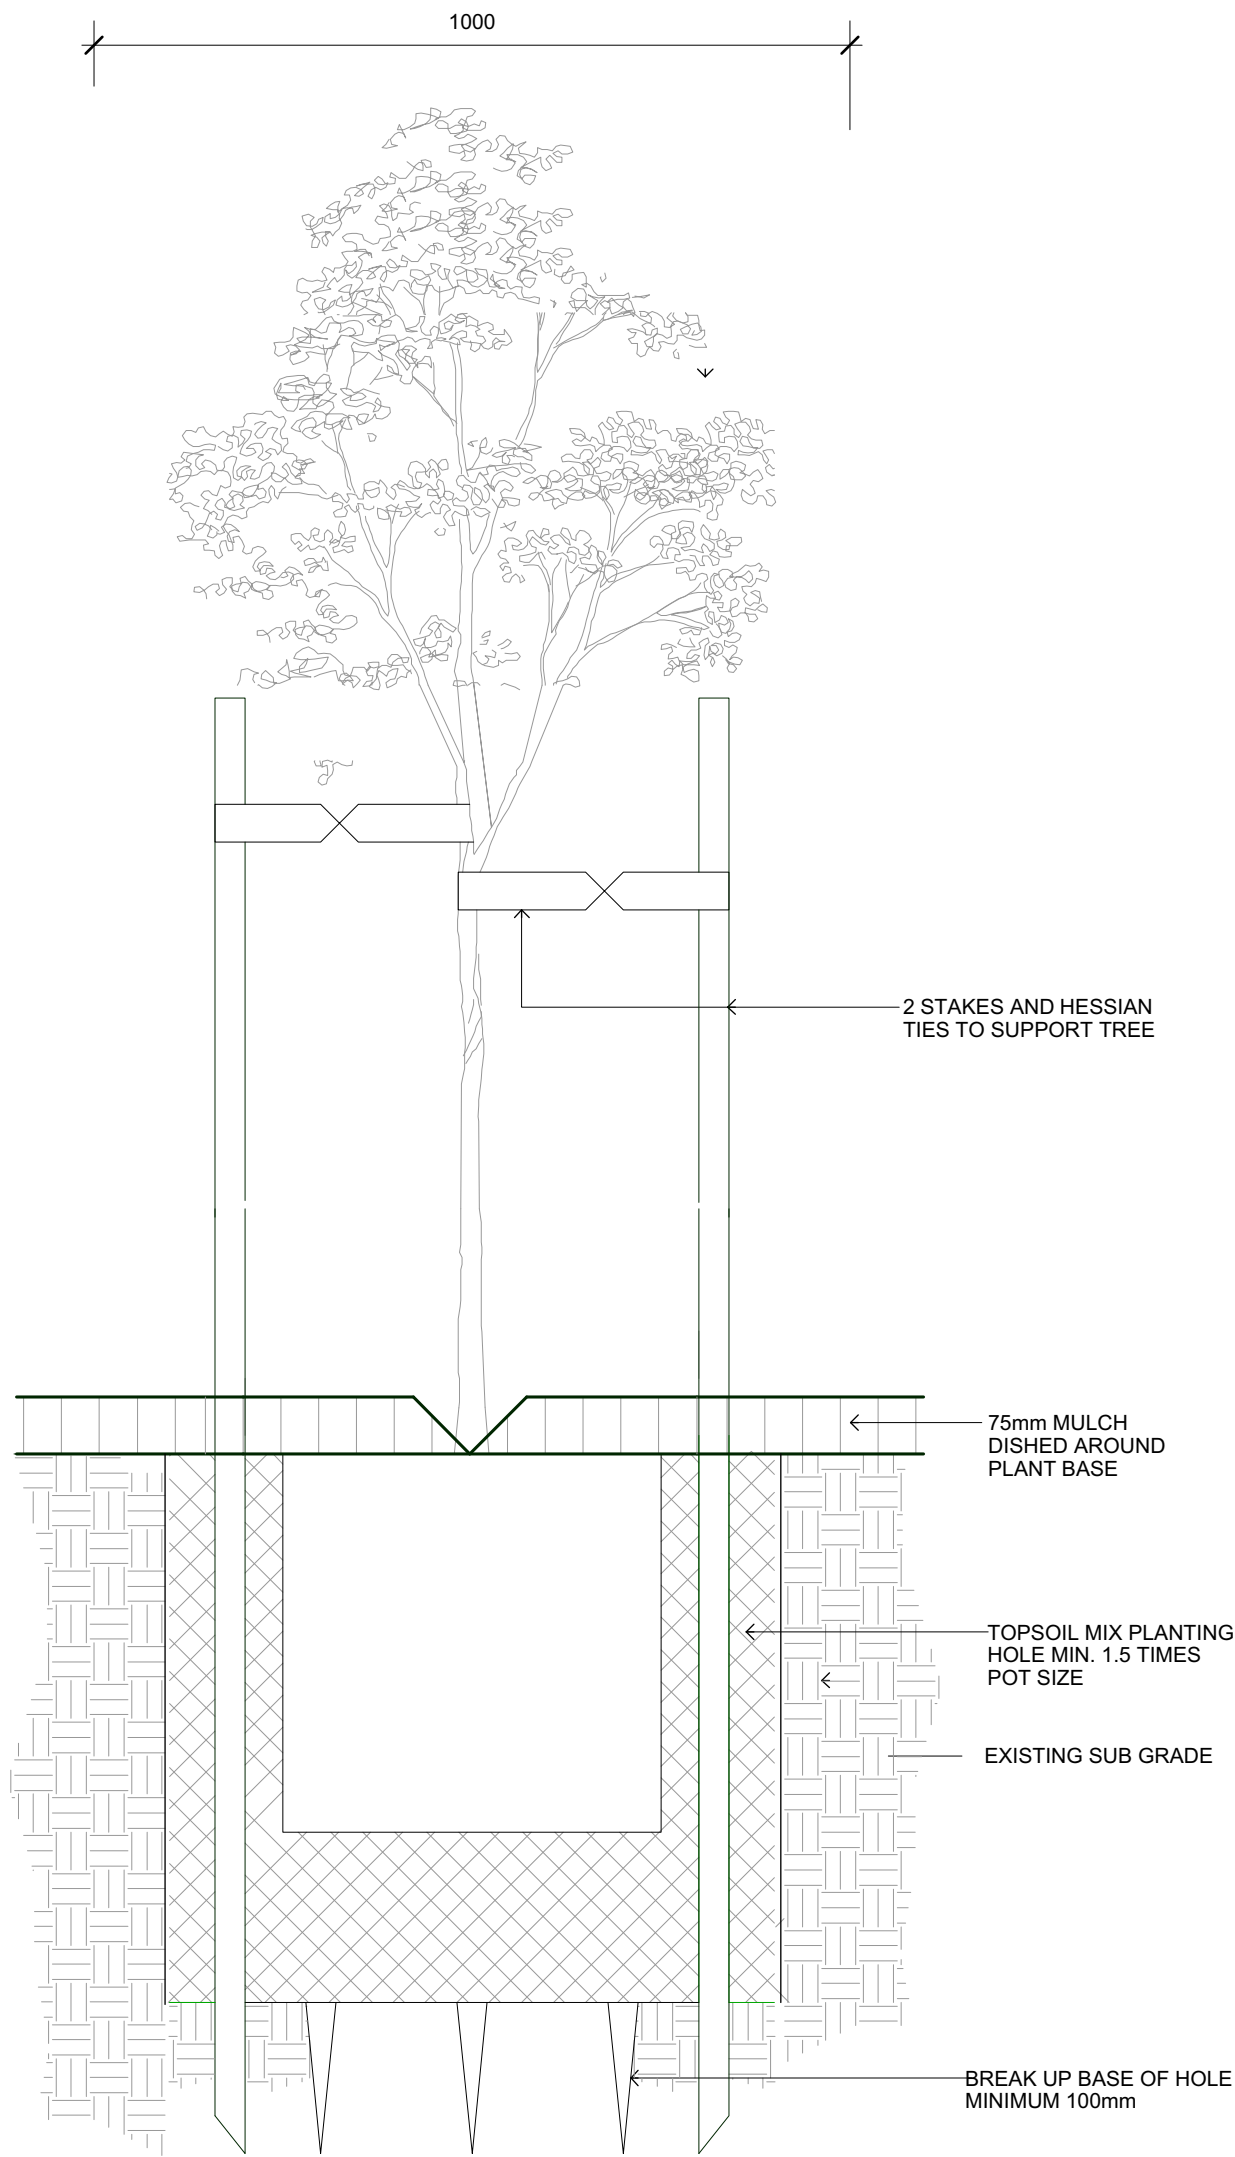 1000
2 STAKES AND HESSIAN
TIES TO SUPPORT TREE
75mm MULCH
DISHED AROUND
PLANT BASE
TOPSOIL MIX PLANTING
HOLE MIN. 1.5 TIMES
POT SIZE
EXISTING SUB GRADE
BREAK UP BASE OF HOLE
MINIMUM 100mm